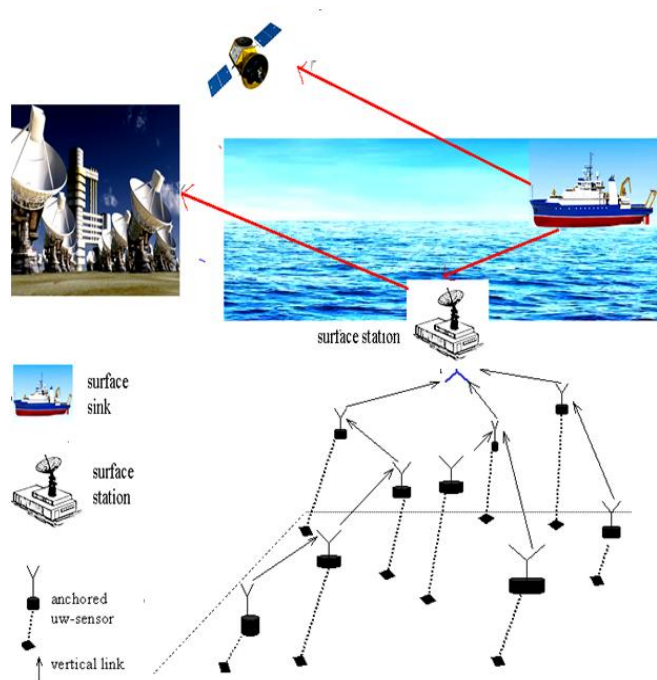 surface station
surface
sink
surface
station
anchored
uw-sensor
vertical link